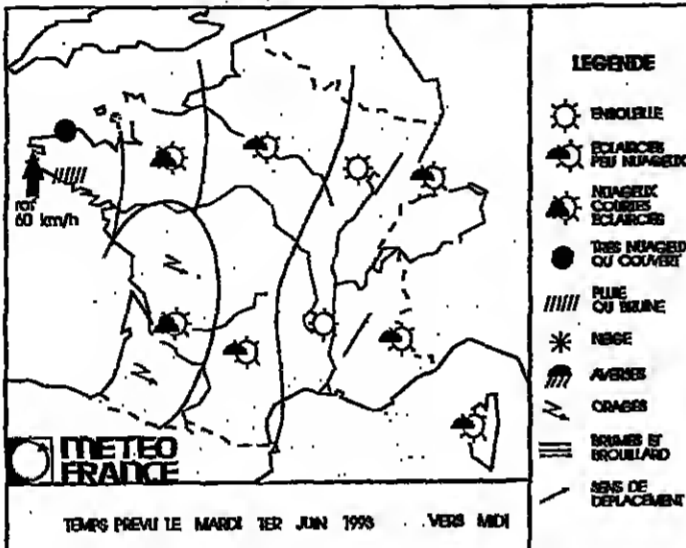 raf
60 km/h
METEO
FRANCE
TEMPS PREVU LE MARDI 1ER JUIN 1993 VERS MIDI
LEGENDE
ENSOLEILLE
ECLAIRCIES
PEU NUAGEUX
NUAGEUX
COURTES
ECLAIRCIES
TRES NUAGEUX
OU COUVERT
PLUIE
OU BRUINE
NEIGE
AVERSES
ORAGES
BRUMES ET
BROUILLARD
SENS DE
DEPLACEMENT